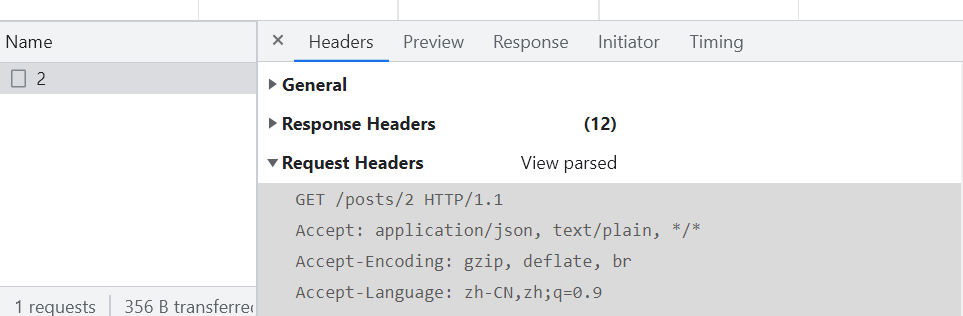 Name
× Headers Preview Response Initiator Timing
2
General
Response Headers (12)
Request Headers View parsed
GET /posts/2 HTTP/1.1
Accept: application/json, text/plain, */*
Accept-Encoding: gzip, deflate, br
Accept-Language: zh-CN,zh;q=0.9
1 requests 356 B transferre